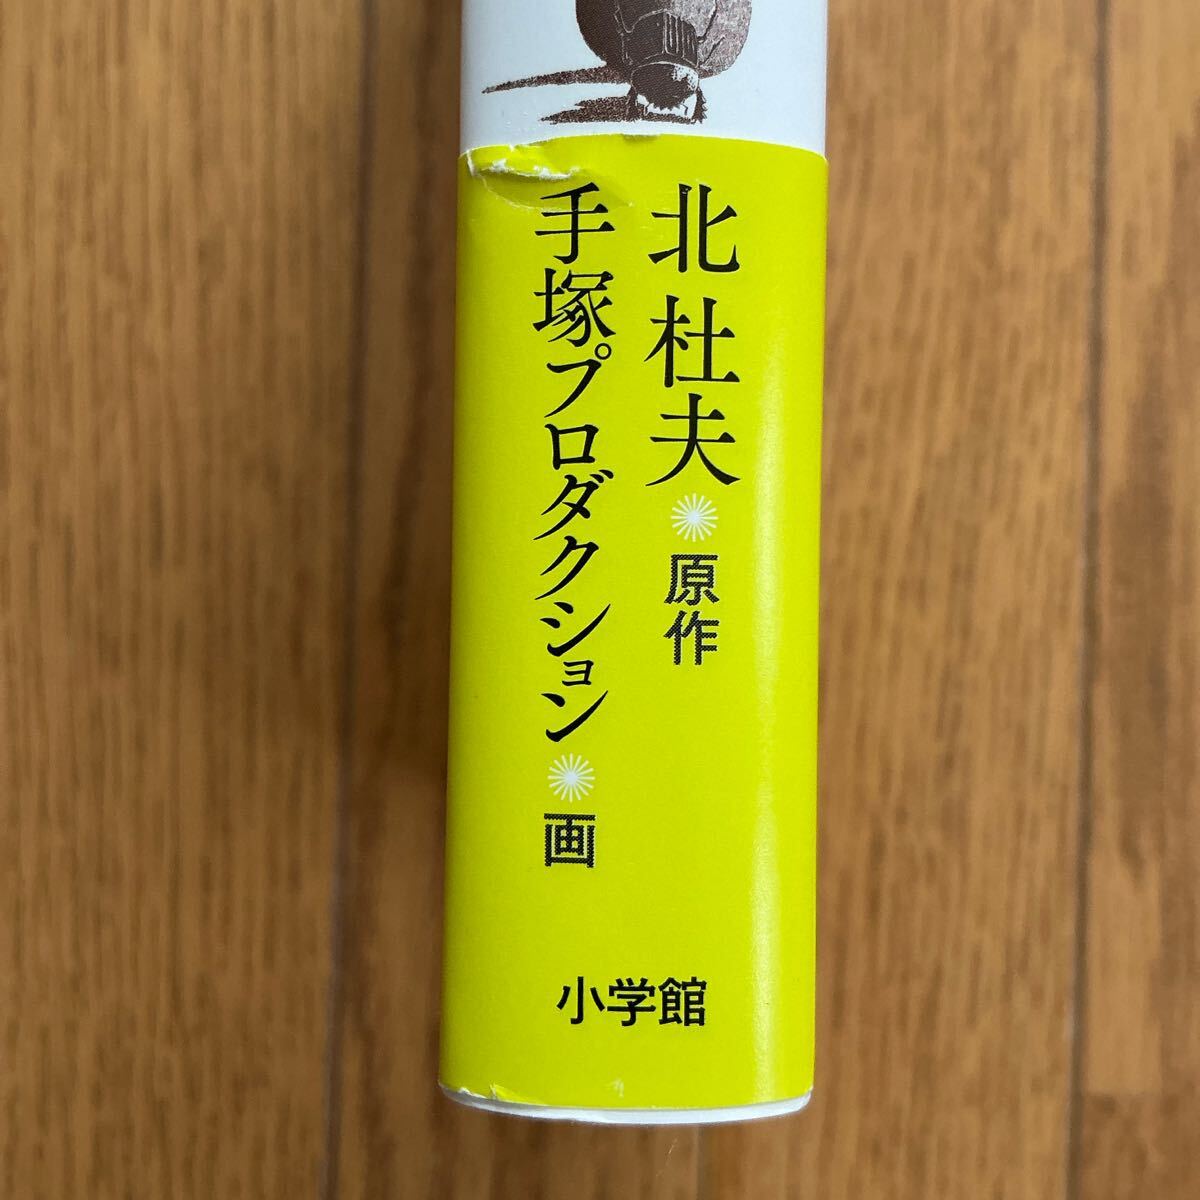 北 杜夫 原作
手塚プロダクション 画
小学館